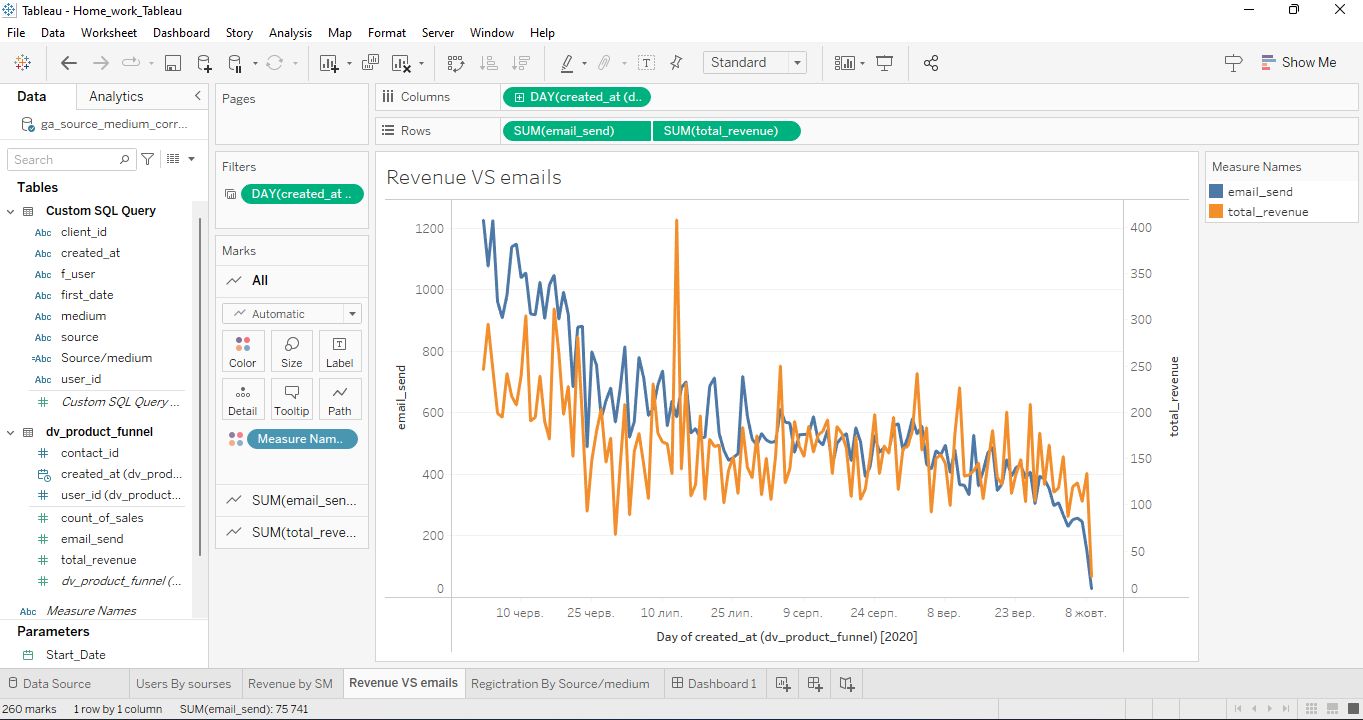 Tableau - Home_work_Tableau
File Data Worksheet Dashboard Story Analysis Map Format Server Window Help
Standard
Show Me
Data Analytics
ga_source_medium_corr...
Search
Tables
Custom SQL Query
Abc client_id
Abc created_at
Abc f_user
Abc first_date
Abc medium
Abc source
=Abc Source/medium
Abc user_id
# Custom SQL Query ...
dv_product_funnel
# contact_id
created_at (dv_prod...
# user_id (dv_product...
# count_of_sales
# email_send
# total_revenue
# dv_product_funnel (...
Abc Measure Names
Parameters
Start_Date
Pages
Filters
DAY(created_at ..
Marks
All
Automatic
Color Size Label
Detail Tooltip Path
Measure Nam..
SUM(email_sen...
SUM(total_reve...
Columns DAY(created_at (d..
Rows SUM(email_send) SUM(total_revenue)
Revenue VS emails
email_send
1200
1000
800
600
400
200
0
400
350
300
250
200
150
100
50
0
total_revenue
10 черв. 25 черв. 10 лип. 25 лип. 9 серп. 24 серп. 8 вер. 23 вер. 8 жовт.
Day of created_at (dv_product_funnel) [2020]
Measure Names
email_send
total_revenue
Data Source Users By sourses Revenue by SM Revenue VS emails Regictration By Source/medium Dashboard 1
260 marks 1 row by 1 column SUM(email_send): 75 741